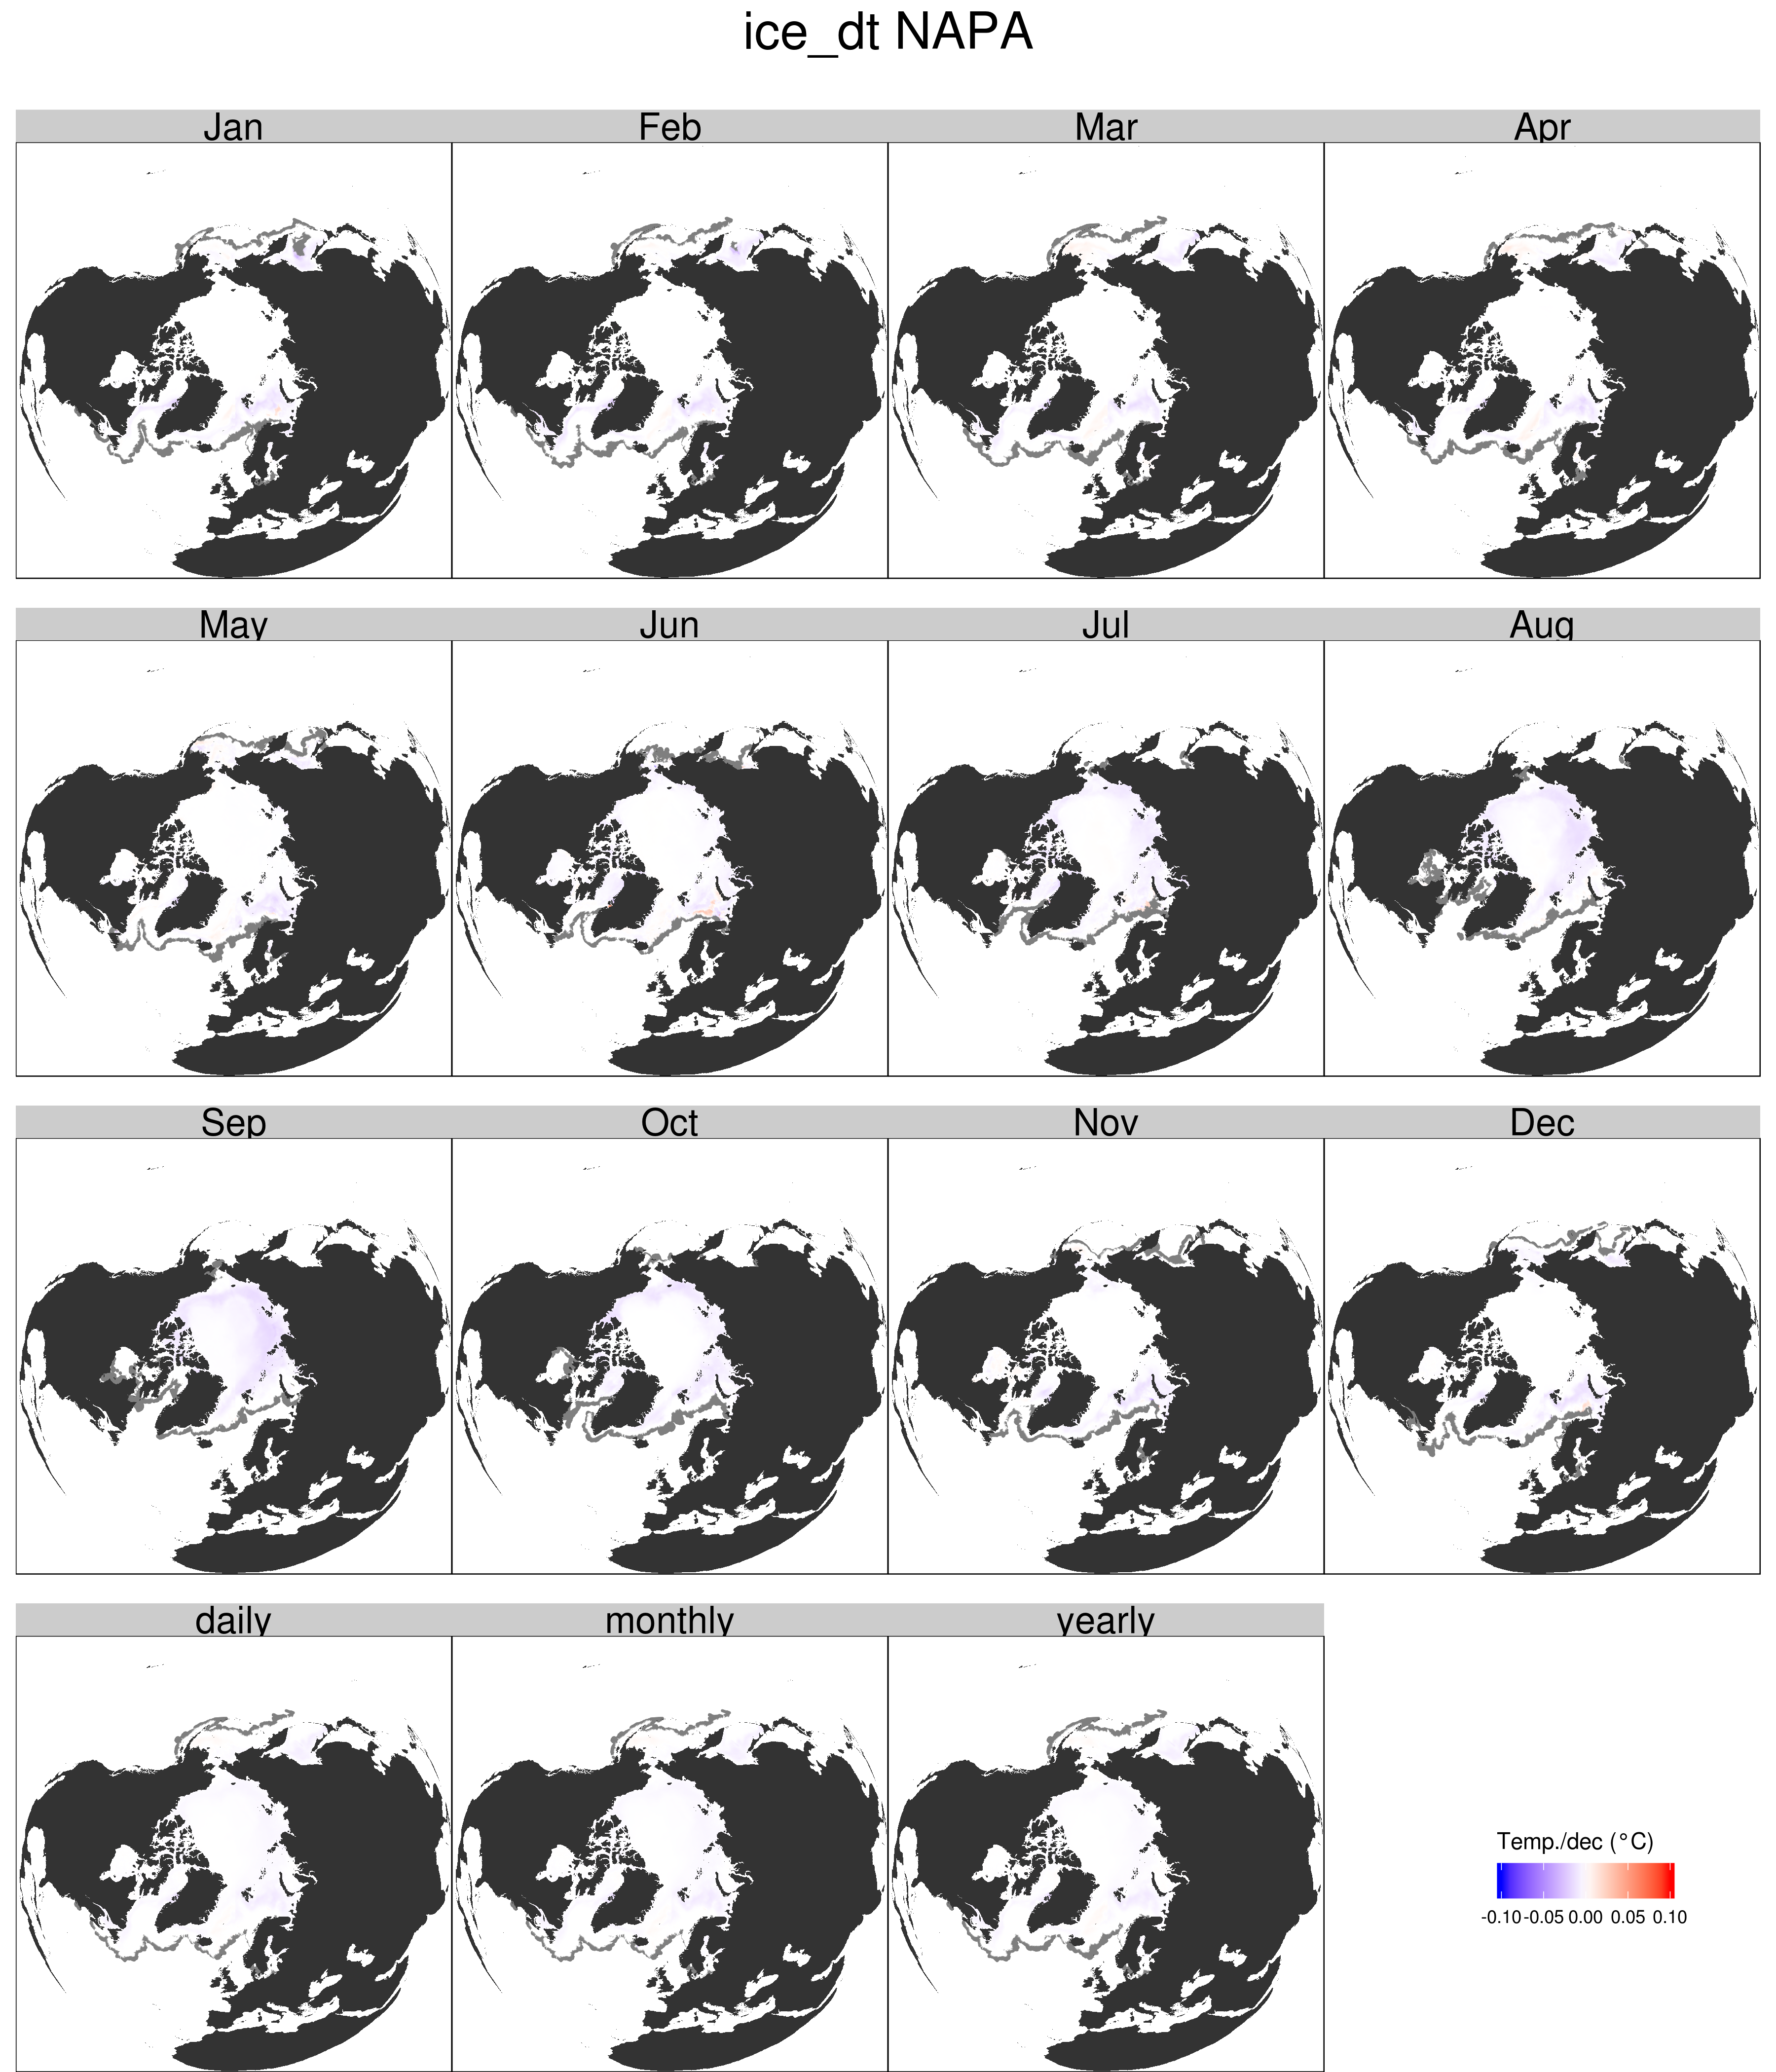 ice_dt NAPA
Jan Feb Mar Apr
May Jun Jul Aug
Sep Oct Nov Dec
daily monthly yearly
Temp./dec (°C)
-0.10 -0.05 0.00 0.05 0.10